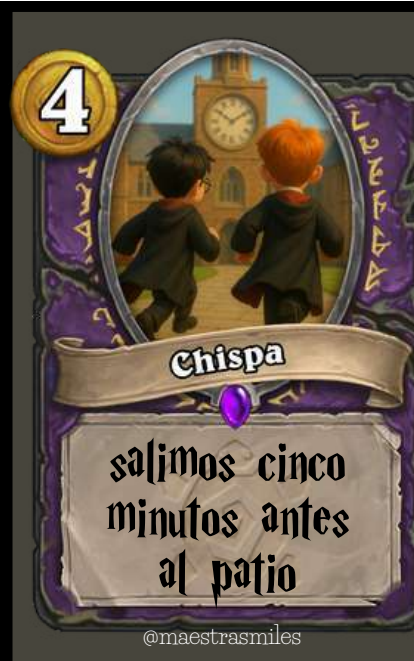 4
Chispa
salimos cinco
minutos antes
al patio
@maestrasmiles